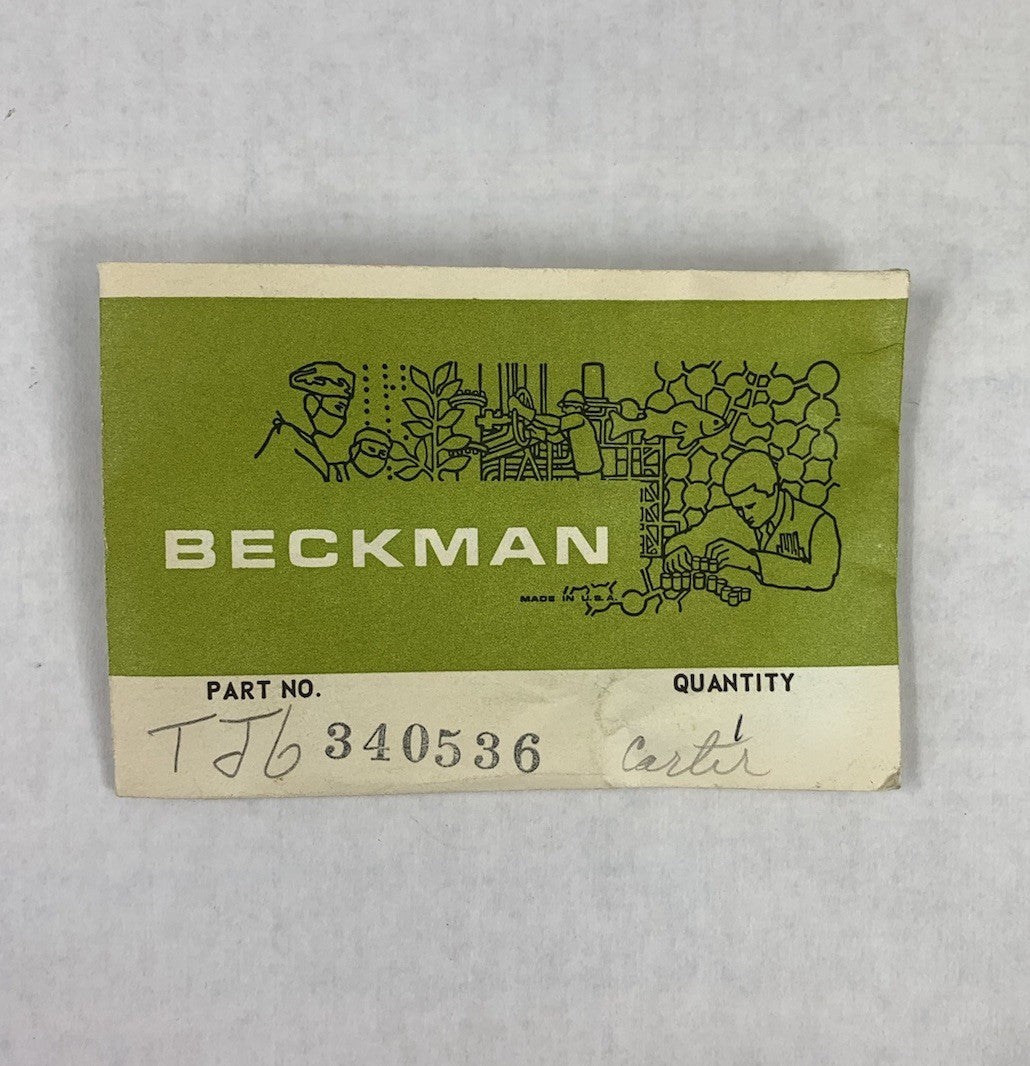 BECKMAN
MADE IN U.S.A.
PART NO. QUANTITY
TJ6 340536 1
Carter